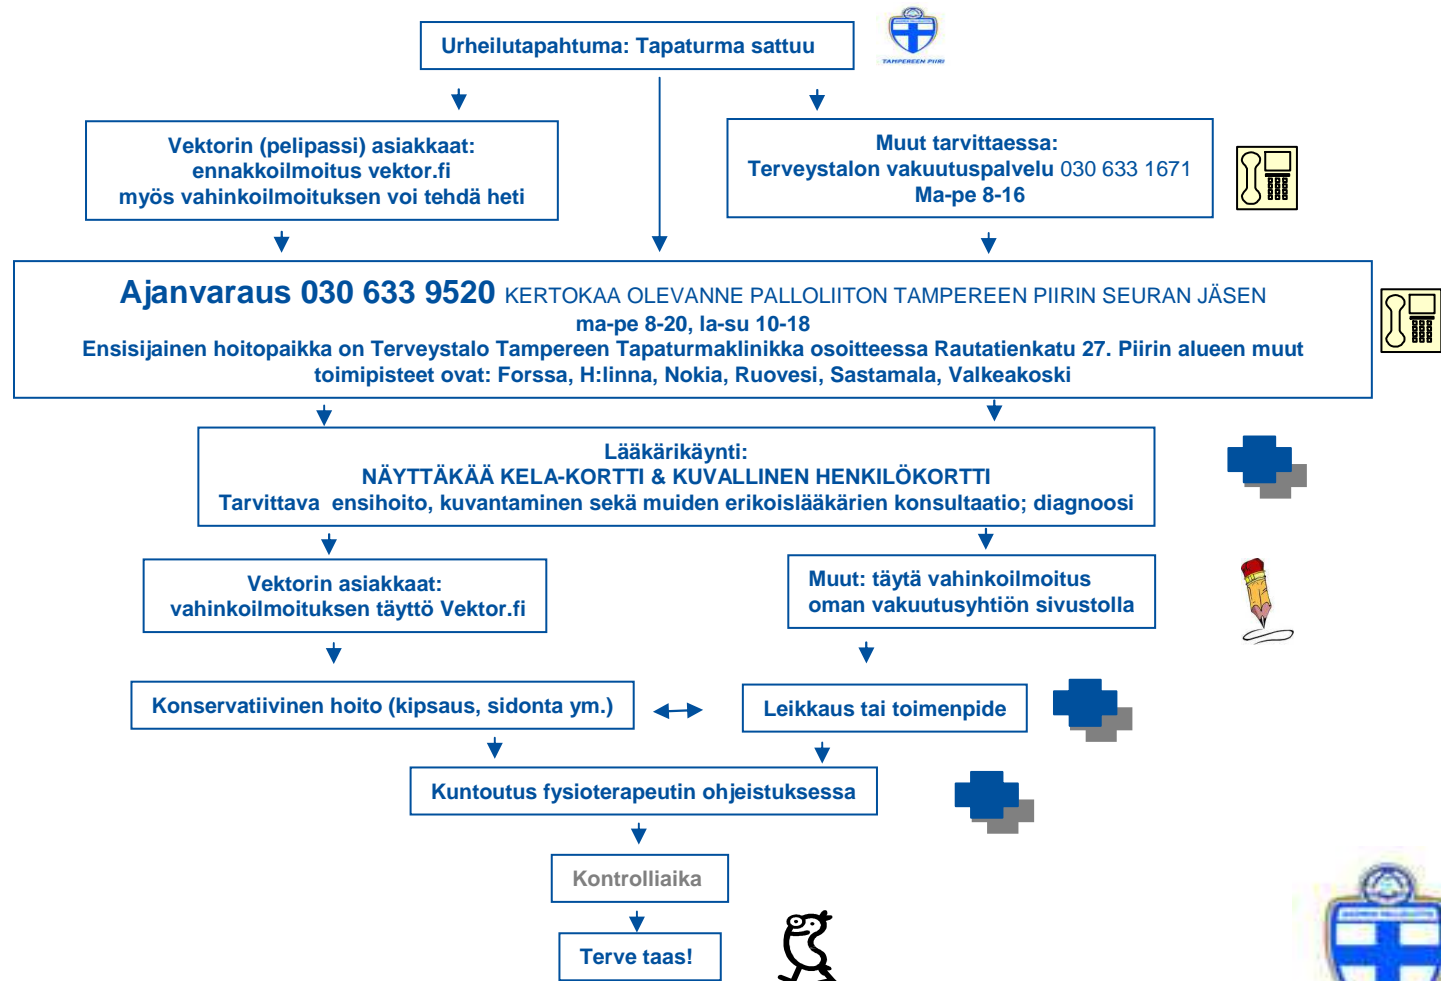 Urheilutapahtuma: Tapaturma sattuu
TAMPEREEN PIIRI
Vektorin (pelipassi) asiakkaat:
ennakkoilmoitus vektor.fi
myös vahinkoilmoituksen voi tehdä heti
Muut tarvittaessa:
Terveystalon vakuutuspalvelu 030 633 1671
Ma-pe 8-16
Ajanvaraus 030 633 9520 KERTOKAA OLEVANNE PALLOLIITON TAMPEREEN PIIRIN SEURAN JÄSEN
ma-pe 8-20, la-su 10-18
Ensisijainen hoitopaikka on Terveystalo Tampereen Tapaturmaklinikka osoitteessa Rautatienkatu 27. Piirin alueen muut
toimipisteet ovat: Forssa, H:linna, Nokia, Ruovesi, Sastamala, Valkeakoski
Lääkärikäynti:
NÄYTTÄKÄÄ KELA-KORTTI & KUVALLINEN HENKILÖKORTTI
Tarvittava ensihoito, kuvantaminen sekä muiden erikoislääkärien konsultaatio; diagnoosi
Vektorin asiakkaat:
vahinkoilmoituksen täyttö Vektor.fi
Muut: täytä vahinkoilmoitus
oman vakuutusyhtiön sivustolla
Konservatiivinen hoito (kipsaus, sidonta ym.)
Leikkaus tai toimenpide
Kuntoutus fysioterapeutin ohjeistuksessa
Kontrolliaika
Terve taas!